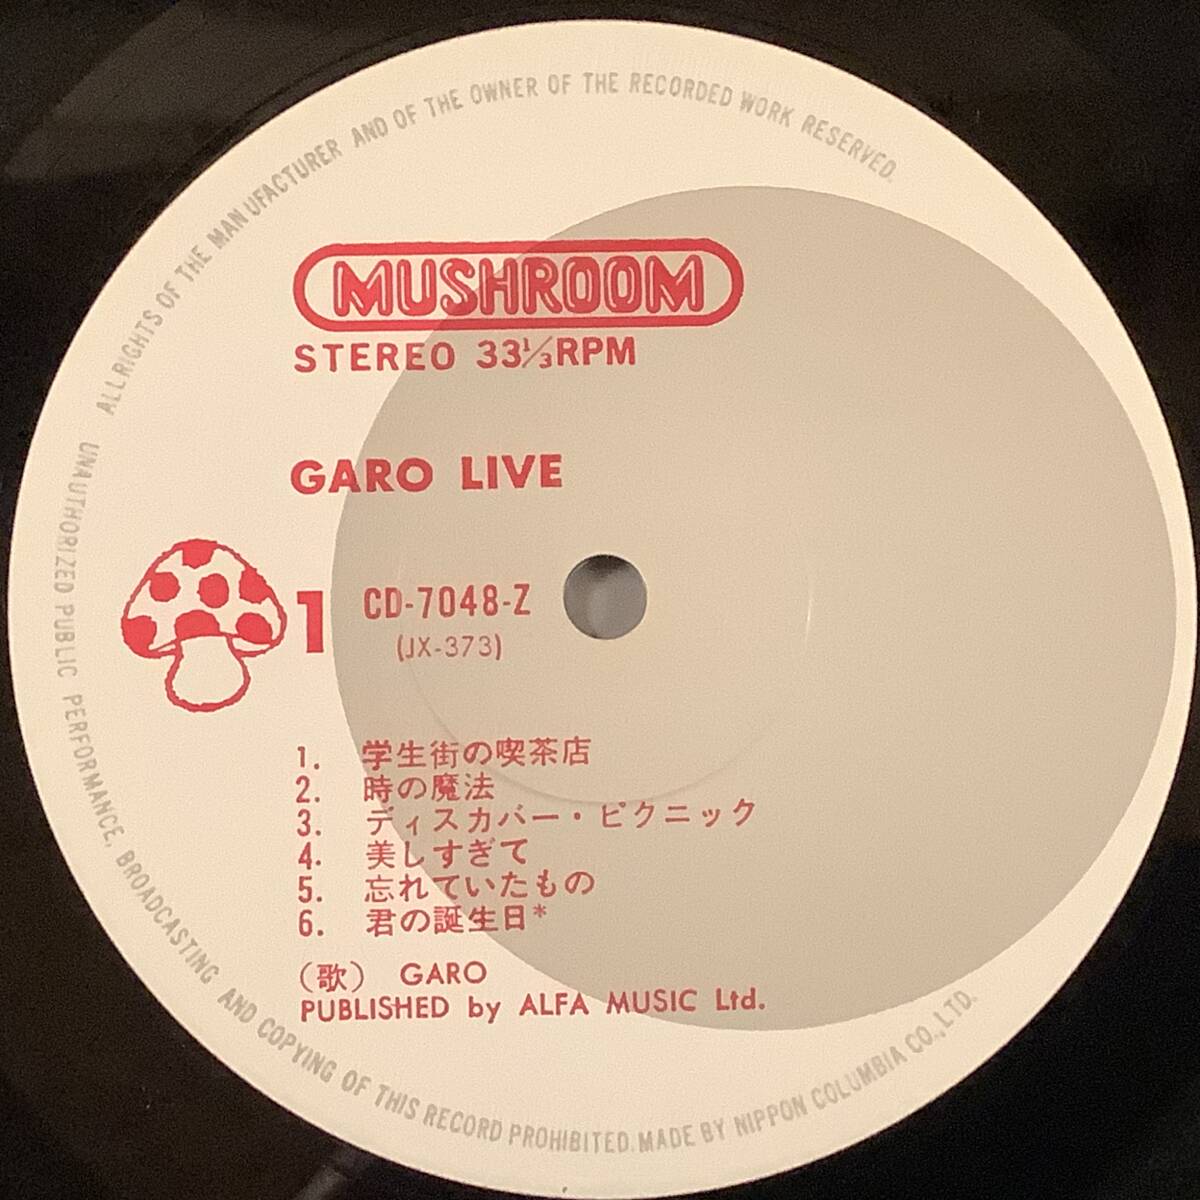 ALL RIGHTS OF THE MANUFACTURER AND OF THE OWNER OF THE RECORDED WORK RESERVED.
MUSHROOM
STEREO 33⅓RPM
GARO LIVE
1
CD-7048-Z
(JX-373)
1. 学生街の喫茶店
2. 時の魔法
3. ディスカバー・ピクニック
4. 美しすぎて
5. 忘れていたもの
6. 君の誕生日*
(歌) GARO
PUBLISHED by ALFA MUSIC Ltd.
UNAUTHORIZED PUBLIC PERFORMANCE, BROADCASTING AND COPYING OF THIS RECORD PROHIBITED. MADE BY NIPPON COLUMBIA CO., LTD.